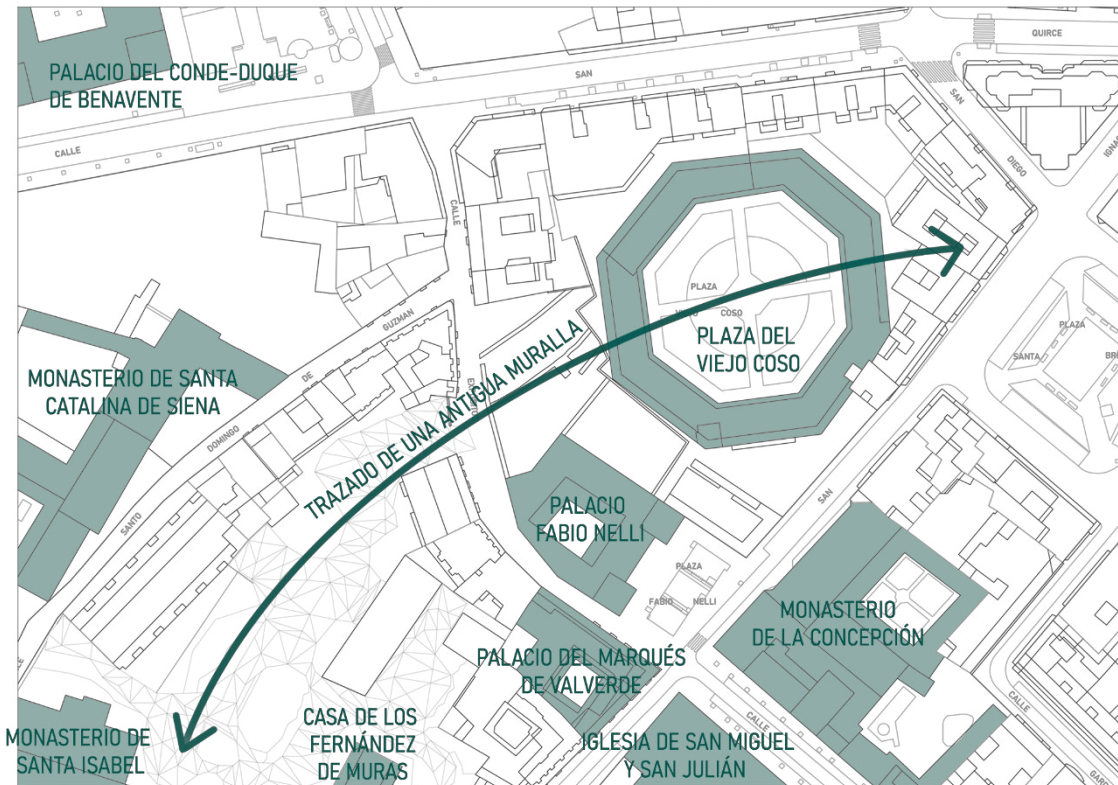 QUIRCE
PALACIO DEL CONDE-DUQUE
DE BENAVENTE
SAN
SAN
DIEGO
CALLE
CALLE
PLAZA
COSO
PLAZA DEL
VIEJO COSO
PLAZA
SANTA
GUZMAN
DE
DOMINGO
SANTO
MONASTERIO DE SANTA
CATALINA DE SIENA
TRAZADO DE UNA ANTIGUA MURALLA
PALACIO
FABIO NELLI
SAN
PLAZA
FABIO NELLI
MONASTERIO
DE LA CONCEPCIÓN
PALACIO DEL MARQUÉS
DE VALVERDE
CASA DE LOS
FERNÁNDEZ
DE MURAS
MONASTERIO DE
SANTA ISABEL
IGLESIA DE SAN MIGUEL
Y SAN JULIÁN
CALLE
CALLE